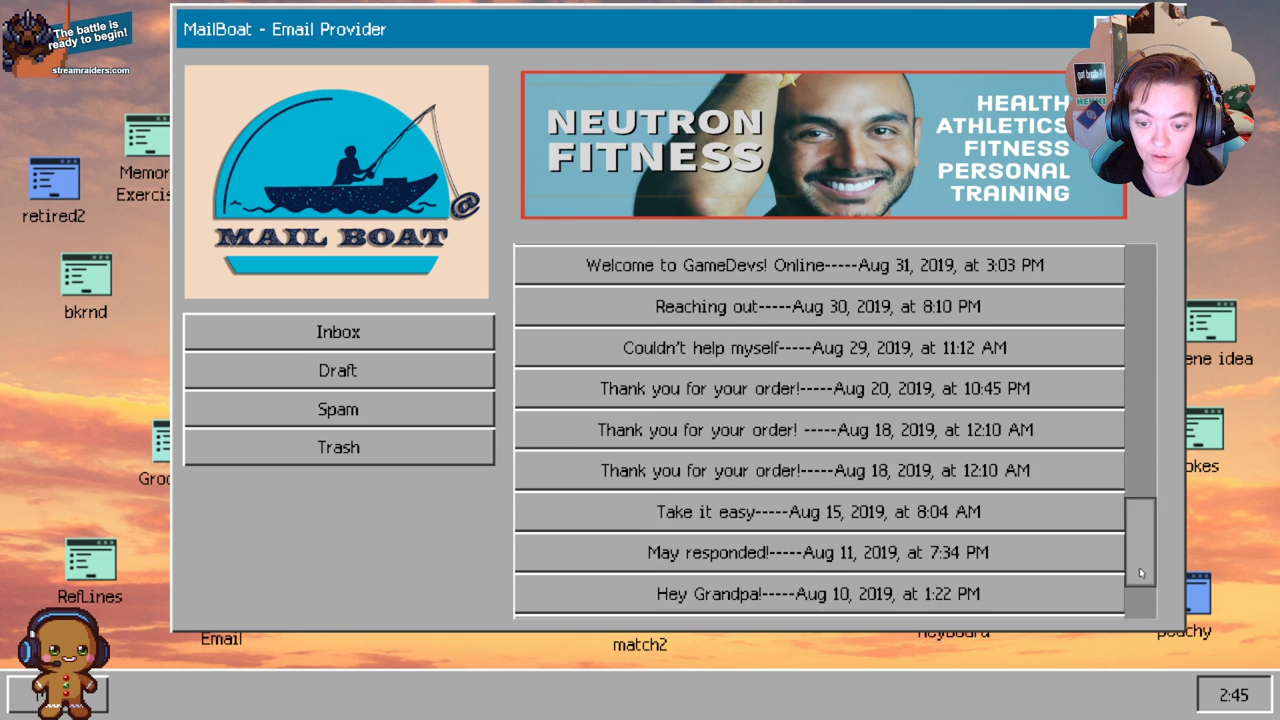 The battle is
ready to begin!
streamraiders.com
MailBoat - Email Provider
MAIL BOAT
@
NEUTRON
FITNESS
HEALTH
ATHLETICS
FITNESS
PERSONAL
TRAINING
Inbox
Draft
Spam
Trash
Welcome to GameDevs! Online-----Aug 31, 2019, at 3:03 PM
Reaching out-----Aug 30, 2019, at 8:10 PM
Couldn't help myself-----Aug 29, 2019, at 11:12 AM
Thank you for your order!-----Aug 20, 2019, at 10:45 PM
Thank you for your order! -----Aug 18, 2019, at 12:10 AM
Thank you for your order!-----Aug 18, 2019, at 12:10 AM
Take it easy-----Aug 15, 2019, at 8:04 AM
May responded!-----Aug 11, 2019, at 7:34 PM
Hey Grandpa!-----Aug 10, 2019, at 1:22 PM
retired2
bkrnd
RefLines
Email
match2
idea
2:45